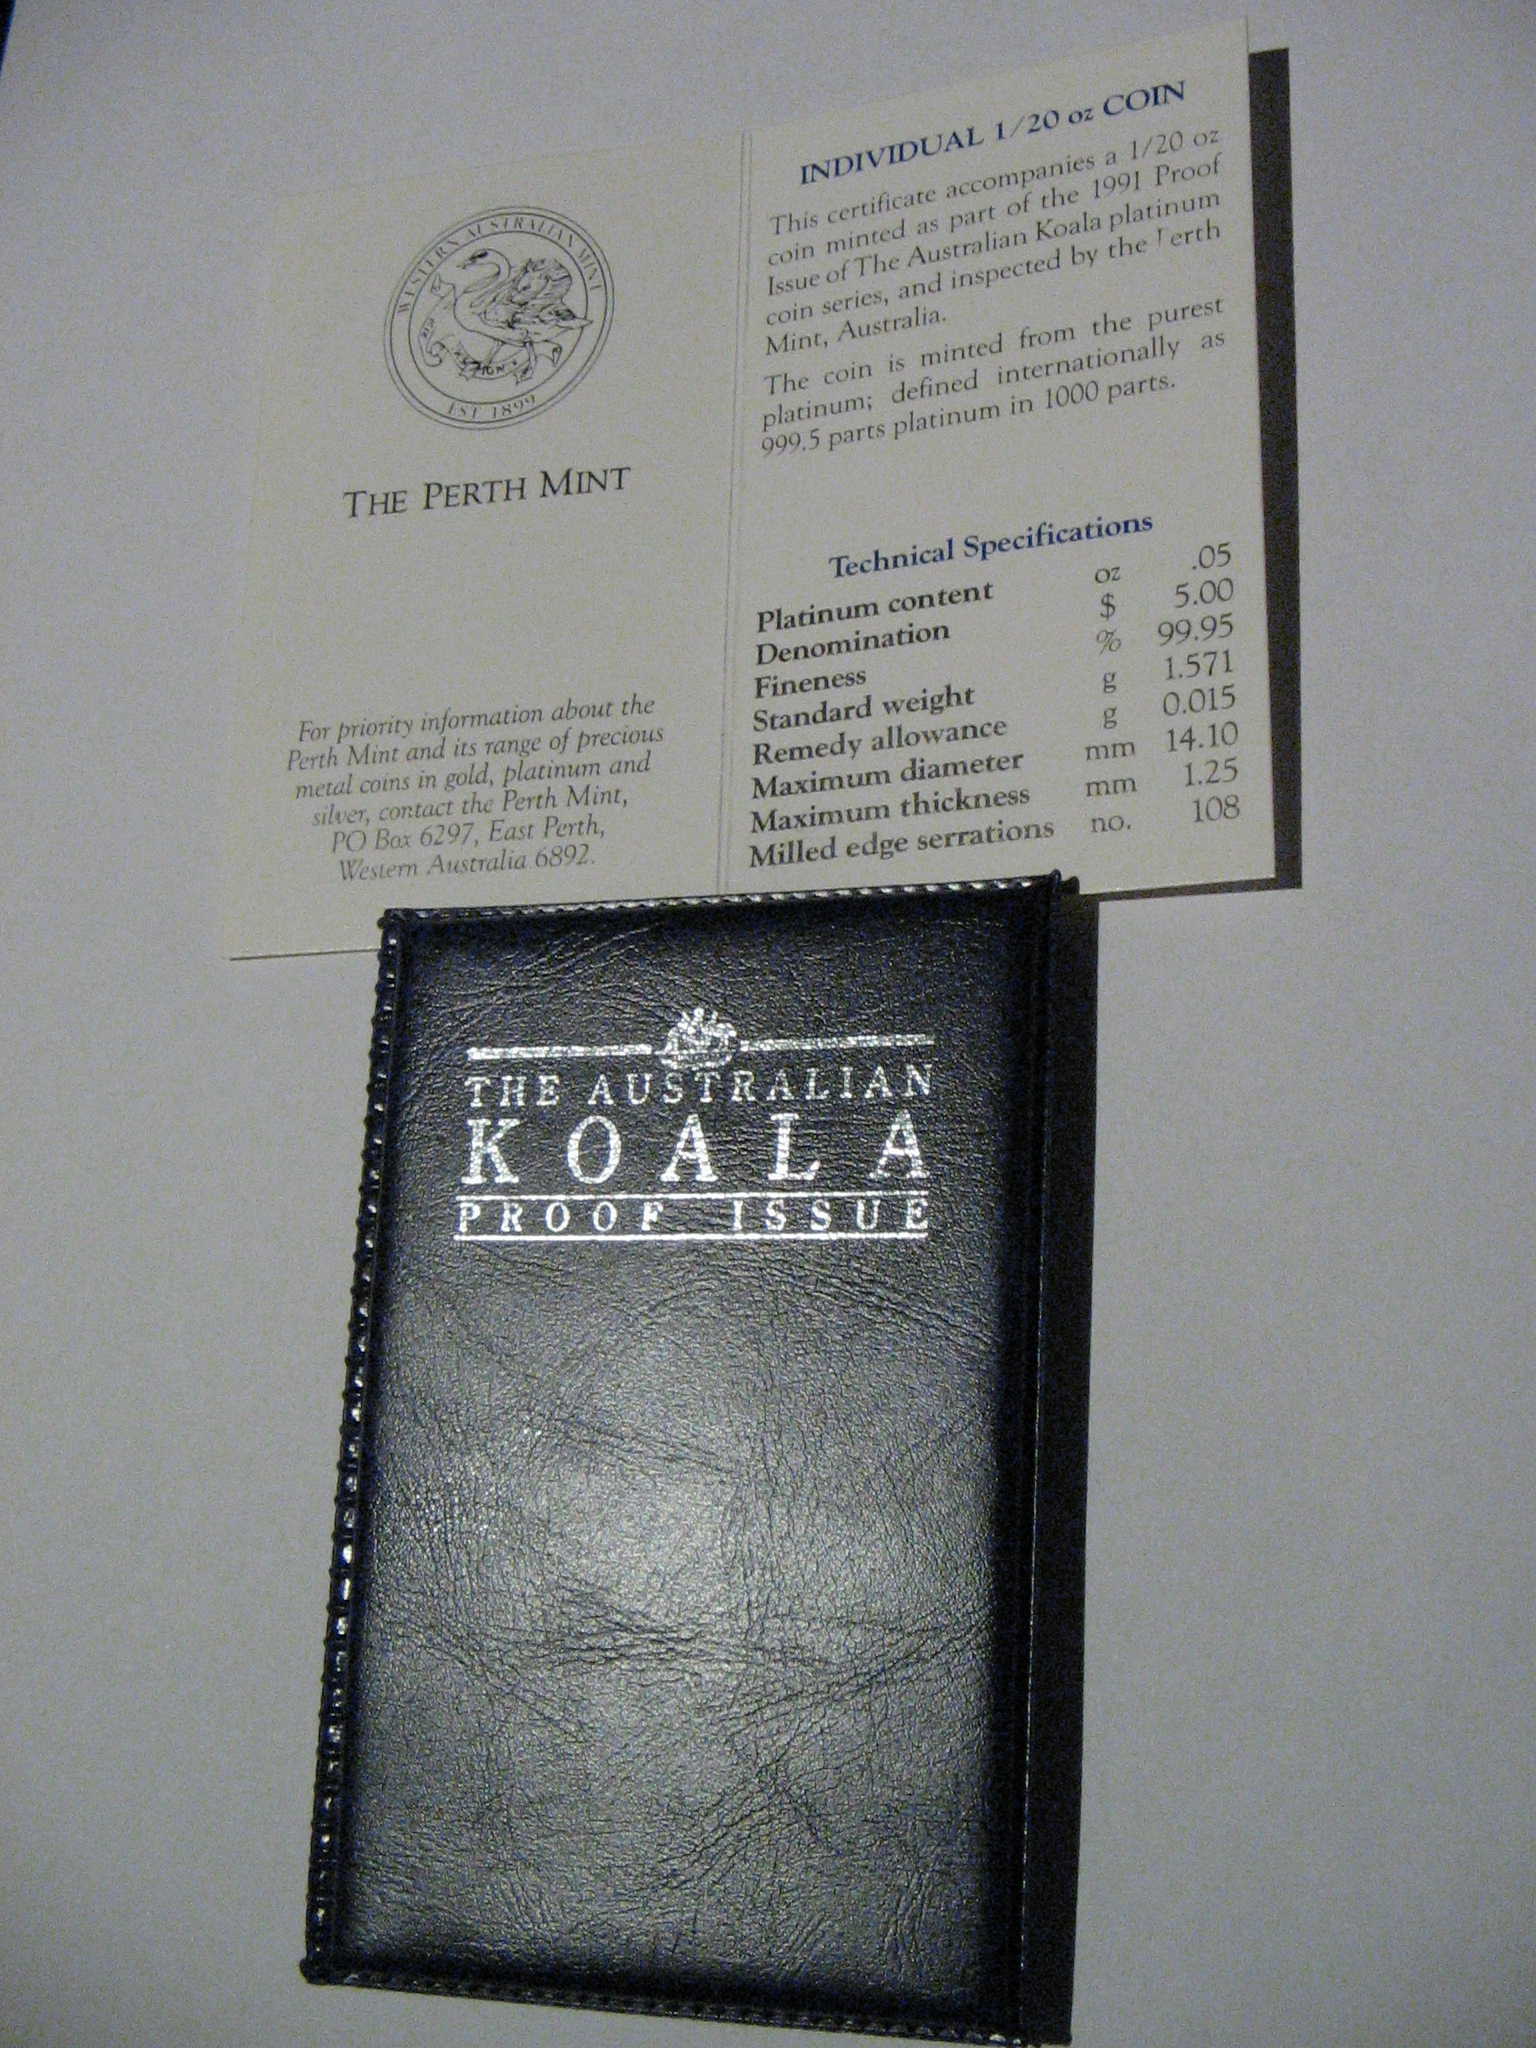 WESTERN AUSTRALIAN MINT
EST 1899
THE PERTH MINT
For priority information about the
Perth Mint and its range of precious
metal coins in gold, platinum and
silver, contact the Perth Mint,
PO Box 6297, East Perth,
Western Australia 6892.
INDIVIDUAL 1/20 oz COIN
This certificate accompanies a 1/20 oz
coin minted as part of the 1991 Proof
Issue of The Australian Koala platinum
coin series, and inspected by the Perth
Mint, Australia.
The coin is minted from the purest
platinum; defined internationally as
999.5 parts platinum in 1000 parts.
Technical Specifications
Platinum content oz .05
Denomination $ 5.00
Fineness % 99.95
Standard weight g 1.571
Remedy allowance g 0.015
Maximum diameter mm 14.10
Maximum thickness mm 1.25
Milled edge serrations no. 108
THE AUSTRALIAN
KOALA
PROOF ISSUE